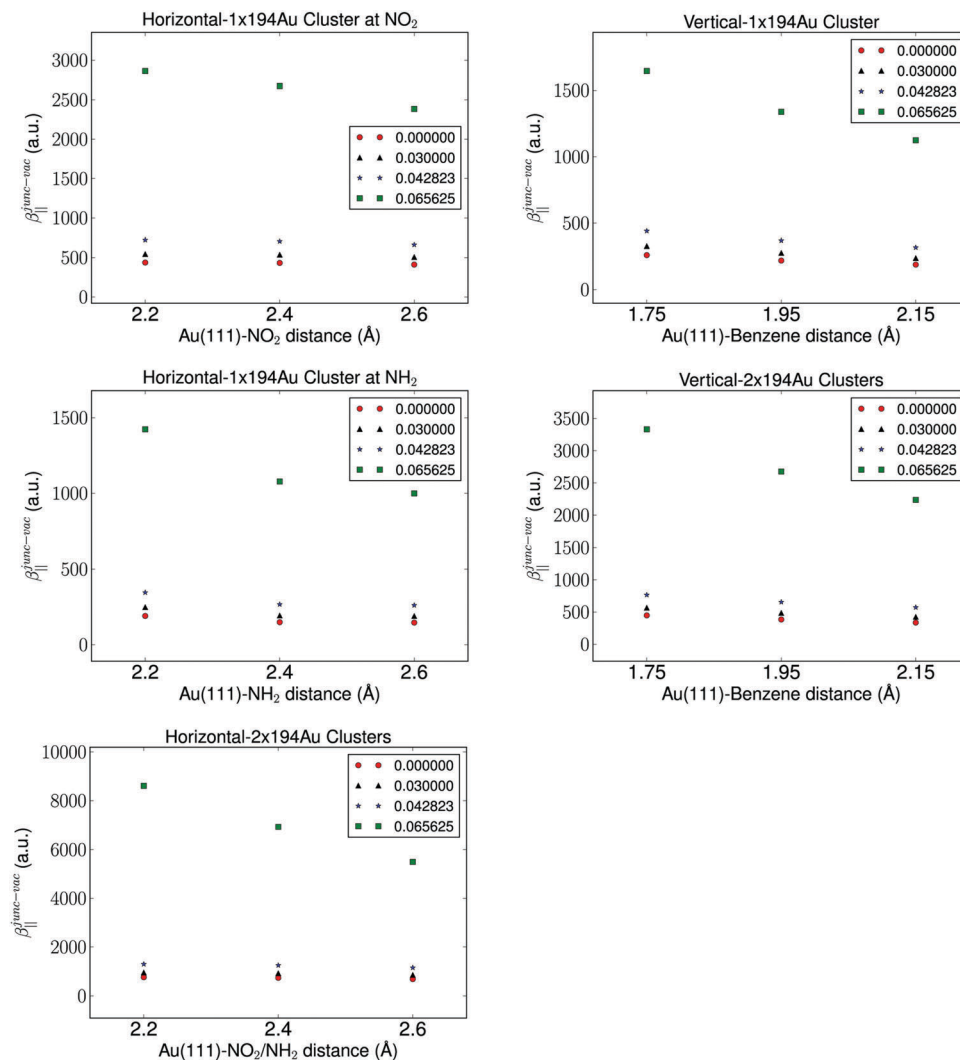 Horizontal-1x194Au Cluster at NO₂
3000
2500
2000
1500
1000
500
0
β||^junc−vac (a.u.)
0.000000
0.030000
0.042823
0.065625
2.2 2.4 2.6
Au(111)-NO₂ distance (Å)
Vertical-1x194Au Cluster
1500
1000
500
0
β||^junc−vac (a.u.)
0.000000
0.030000
0.042823
0.065625
1.75 1.95 2.15
Au(111)-Benzene distance (Å)
Horizontal-1x194Au Cluster at NH₂
1500
1000
500
0
β||^junc−vac (a.u.)
0.000000
0.030000
0.042823
0.065625
2.2 2.4 2.6
Au(111)-NH₂ distance (Å)
Vertical-2x194Au Clusters
3500
3000
2500
2000
1500
1000
500
0
β||^junc−vac (a.u.)
0.000000
0.030000
0.042823
0.065625
1.75 1.95 2.15
Au(111)-Benzene distance (Å)
Horizontal-2x194Au Clusters
10000
8000
6000
4000
2000
0
β||^junc−vac (a.u.)
0.000000
0.030000
0.042823
0.065625
2.2 2.4 2.6
Au(111)-NO₂/NH₂ distance (Å)